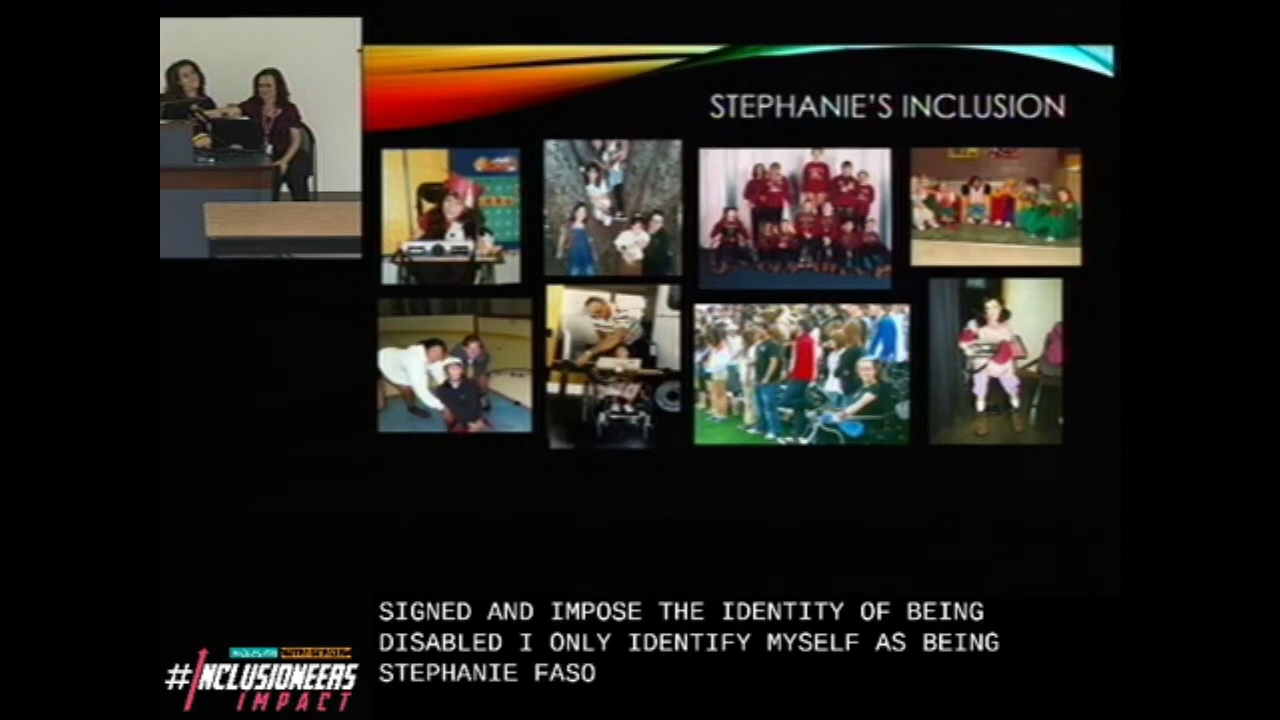 STEPHANIE'S INCLUSION
SIGNED AND IMPOSE THE IDENTITY OF BEING
DISABLED I ONLY IDENTIFY MYSELF AS BEING
STEPHANIE FASO
#INCLUSIONEERS
IMPACT